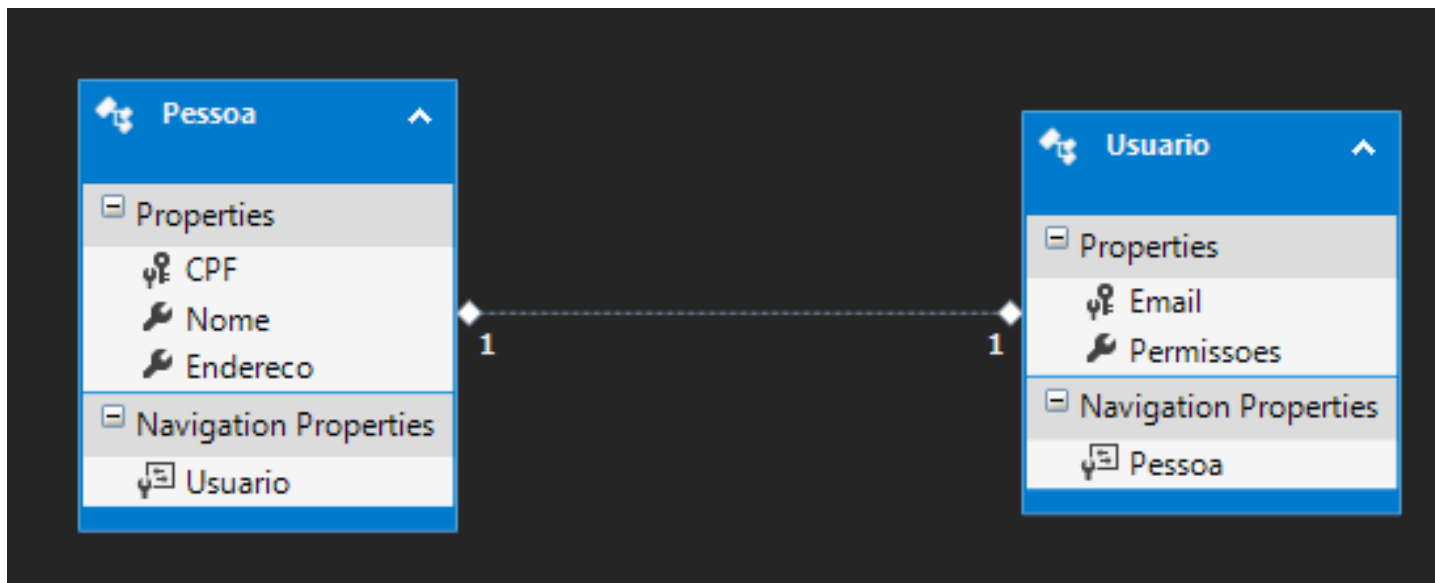 Pessoa
Properties
CPF
Nome
Endereco
Navigation Properties
Usuario
1
1
Usuario
Properties
Email
Permissoes
Navigation Properties
Pessoa